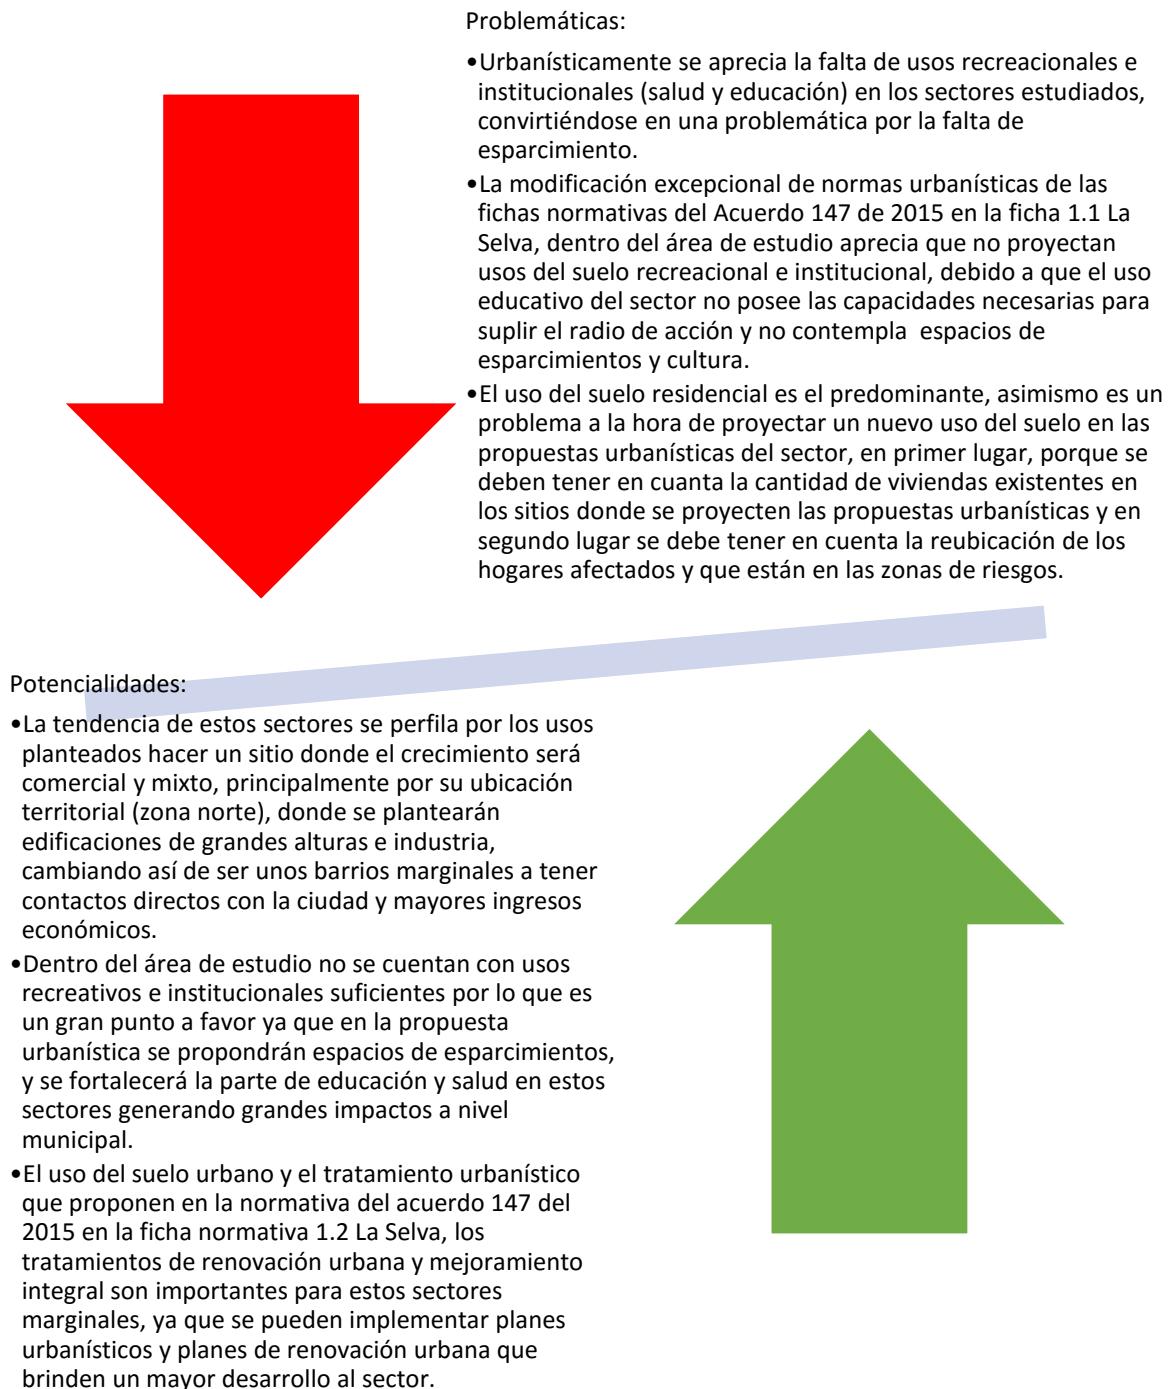 Problemáticas:
•Urbanísticamente se aprecia la falta de usos recreacionales e
institucionales (salud y educación) en los sectores estudiados,
convirtiéndose en una problemática por la falta de
esparcimiento.
•La modificación excepcional de normas urbanísticas de las
fichas normativas del Acuerdo 147 de 2015 en la ficha 1.1 La
Selva, dentro del área de estudio aprecia que no proyectan
usos del suelo recreacional e institucional, debido a que el uso
educativo del sector no posee las capacidades necesarias para
suplir el radio de acción y no contempla  espacios de
esparcimientos y cultura.
•El uso del suelo residencial es el predominante, asimismo es un
problema a la hora de proyectar un nuevo uso del suelo en las
propuestas urbanísticas del sector, en primer lugar, porque se
deben tener en cuanta la cantidad de viviendas existentes en
los sitios donde se proyecten las propuestas urbanísticas y en
segundo lugar se debe tener en cuenta la reubicación de los
hogares afectados y que están en las zonas de riesgos.
Potencialidades:
•La tendencia de estos sectores se perfila por los usos
planteados hacer un sitio donde el crecimiento será
comercial y mixto, principalmente por su ubicación
territorial (zona norte), donde se plantearán
edificaciones de grandes alturas e industria,
cambiando así de ser unos barrios marginales a tener
contactos directos con la ciudad y mayores ingresos
económicos.
•Dentro del área de estudio no se cuentan con usos
recreativos e institucionales suficientes por lo que es
un gran punto a favor ya que en la propuesta
urbanística se propondrán espacios de esparcimientos,
y se fortalecerá la parte de educación y salud en estos
sectores generando grandes impactos a nivel
municipal.
•El uso del suelo urbano y el tratamiento urbanístico
que proponen en la normativa del acuerdo 147 del
2015 en la ficha normativa 1.2 La Selva, los
tratamientos de renovación urbana y mejoramiento
integral son importantes para estos sectores
marginales, ya que se pueden implementar planes
urbanísticos y planes de renovación urbana que
brinden un mayor desarrollo al sector.